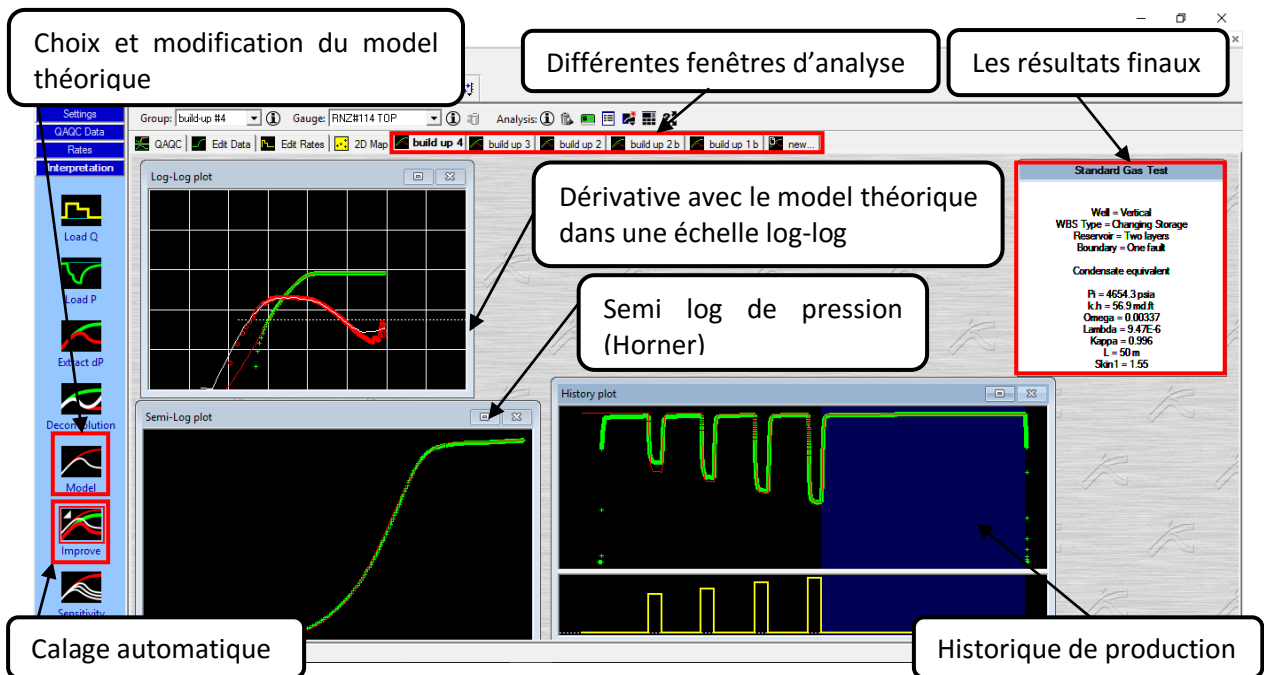 Choix et modification du model
théorique
Différentes fenêtres d'analyse
Les résultats finaux
Settings
QAQC Data
Rates
Interpretation
Group: build-up #4 Gauge: RNZ#114 TOP Analysis:
QAQC Edit Data Edit Rates 2D Map build up 4 build up 3 build up 2 build up 2 b build up 1 b new...
Load Q
Load P
Extract dP
Deconvolution
Model
Improve
Sensitivity
Log-Log plot
Dérivative avec le model théorique
dans une échelle log-log
Standard Gas Test
Well = Vertical
WBS Type = Changing Storage
Reservoir = Two layers
Boundary = One fault
Condensate equivalent
Pi = 4654.3 psia
k.h = 56.9 md.ft
Omega = 0.00337
Lambda = 9.47E-6
Kappa = 0.996
L = 50 m
Skin1 = 1.55
Semi log de pression
(Horner)
Semi-Log plot
History plot
Calage automatique
Historique de production